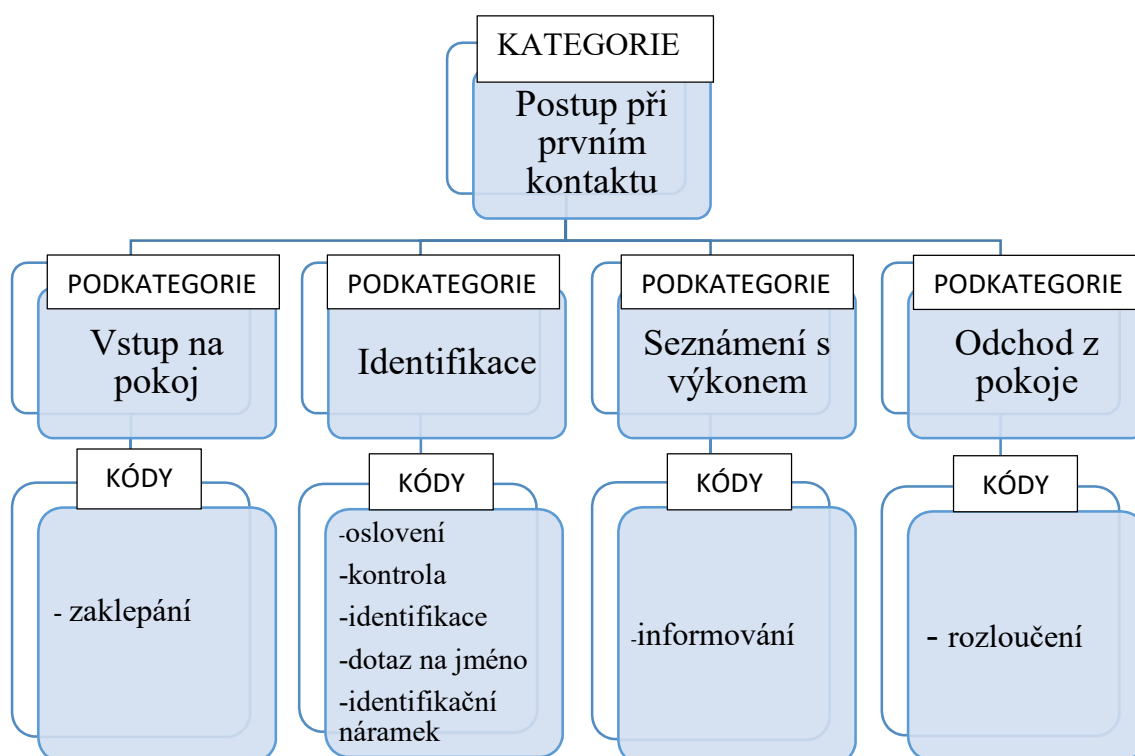 KATEGORIE
Postup při
prvním
kontaktu
PODKATEGORIE
Vstup na
pokoj
KÓDY
- zaklepání
PODKATEGORIE
Identifikace
KÓDY
-oslovení
-kontrola
-identifikace
-dotaz na jméno
-identifikační
náramek
PODKATEGORIE
Seznámení s
výkonem
KÓDY
-informování
PODKATEGORIE
Odchod z
pokoje
KÓDY
- rozloučení